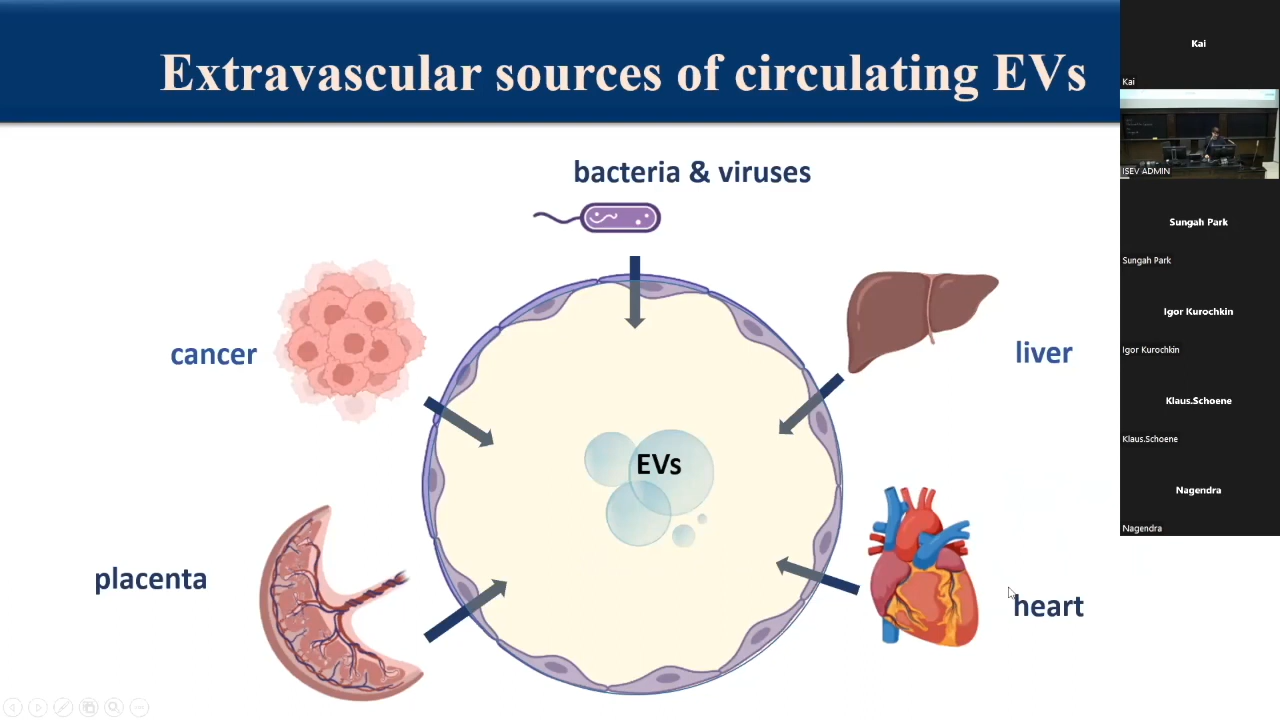 Extravascular sources of circulating EVs
bacteria & viruses
cancer
liver
EVs
placenta
heart
Kai
Kai
ISEV ADMIN
Sungah Park
Sungah Park
Igor Kurochkin
Igor Kurochkin
Klaus.Schoene
Klaus.Schoene
Nagendra
Nagendra